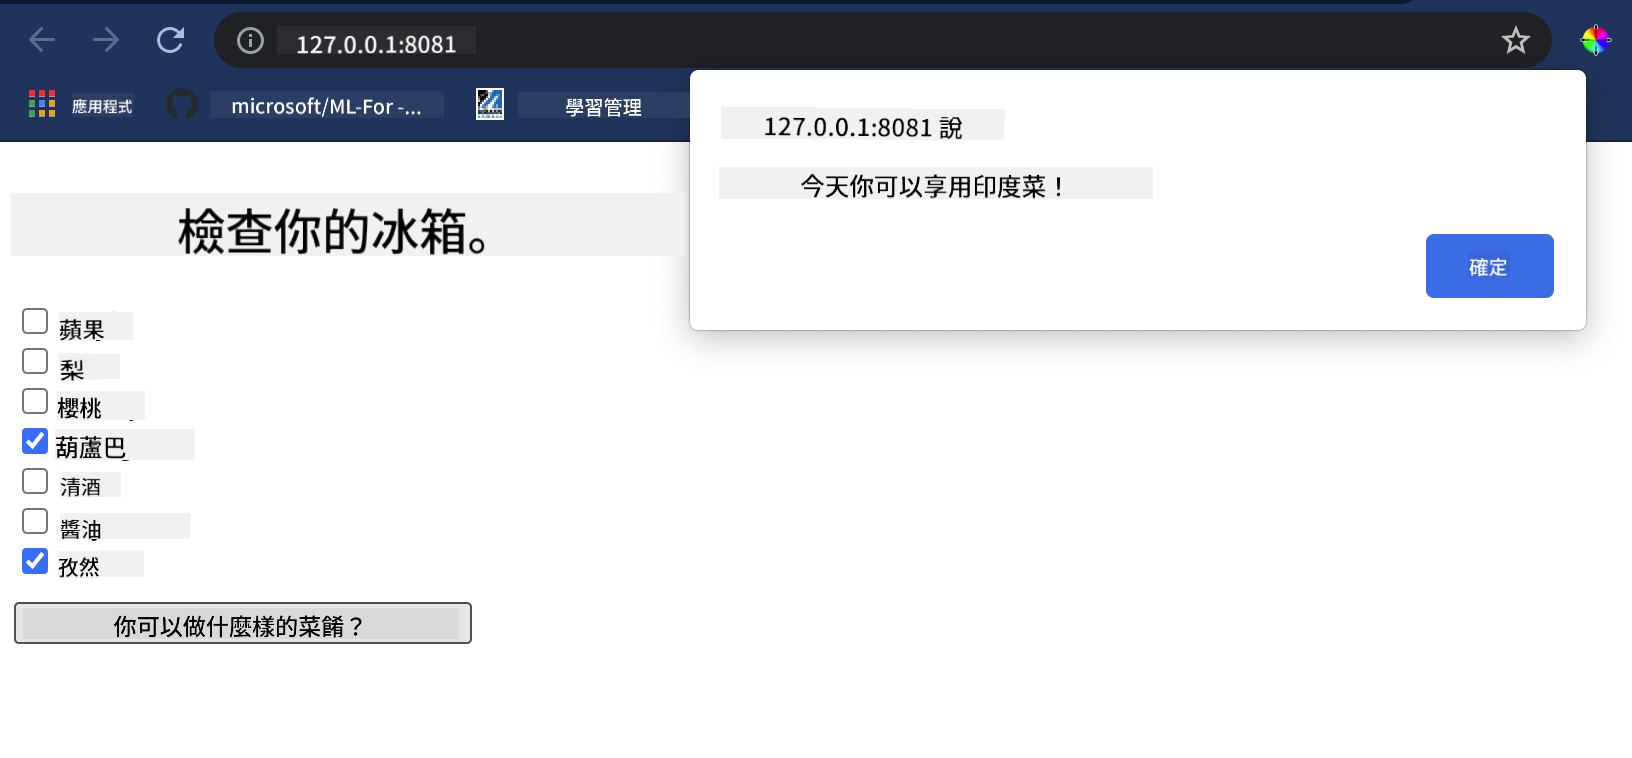 127.0.0.1:8081
應用程式
microsoft/ML-For -...
學習管理
127.0.0.1:8081 說
今天你可以享用印度菜！
確定
檢查你的冰箱。
蘋果
梨
櫻桃
葫蘆巴
清酒
醬油
孜然
你可以做什麼樣的菜餚？